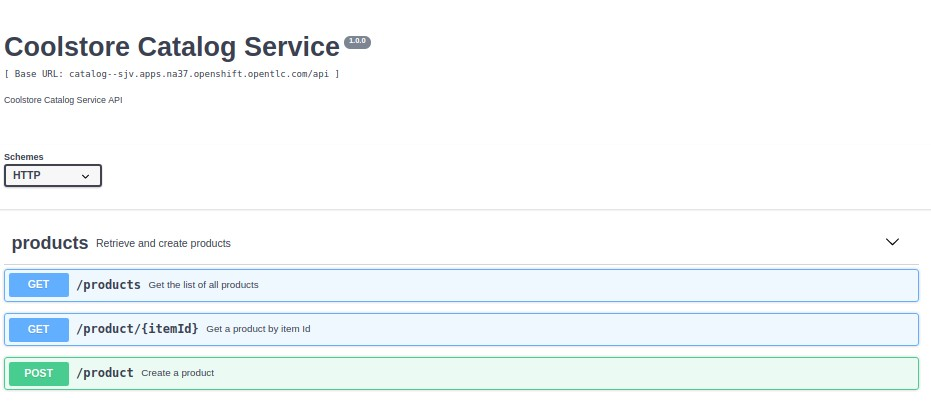 Coolstore Catalog Service 1.0.0
[ Base URL: catalog--sjv.apps.na37.openshift.opentlc.com/api ]
Coolstore Catalog Service API
Schemes
HTTP
products Retrieve and create products
GET /products Get the list of all products
GET /product/{itemId} Get a product by item Id
POST /product Create a product